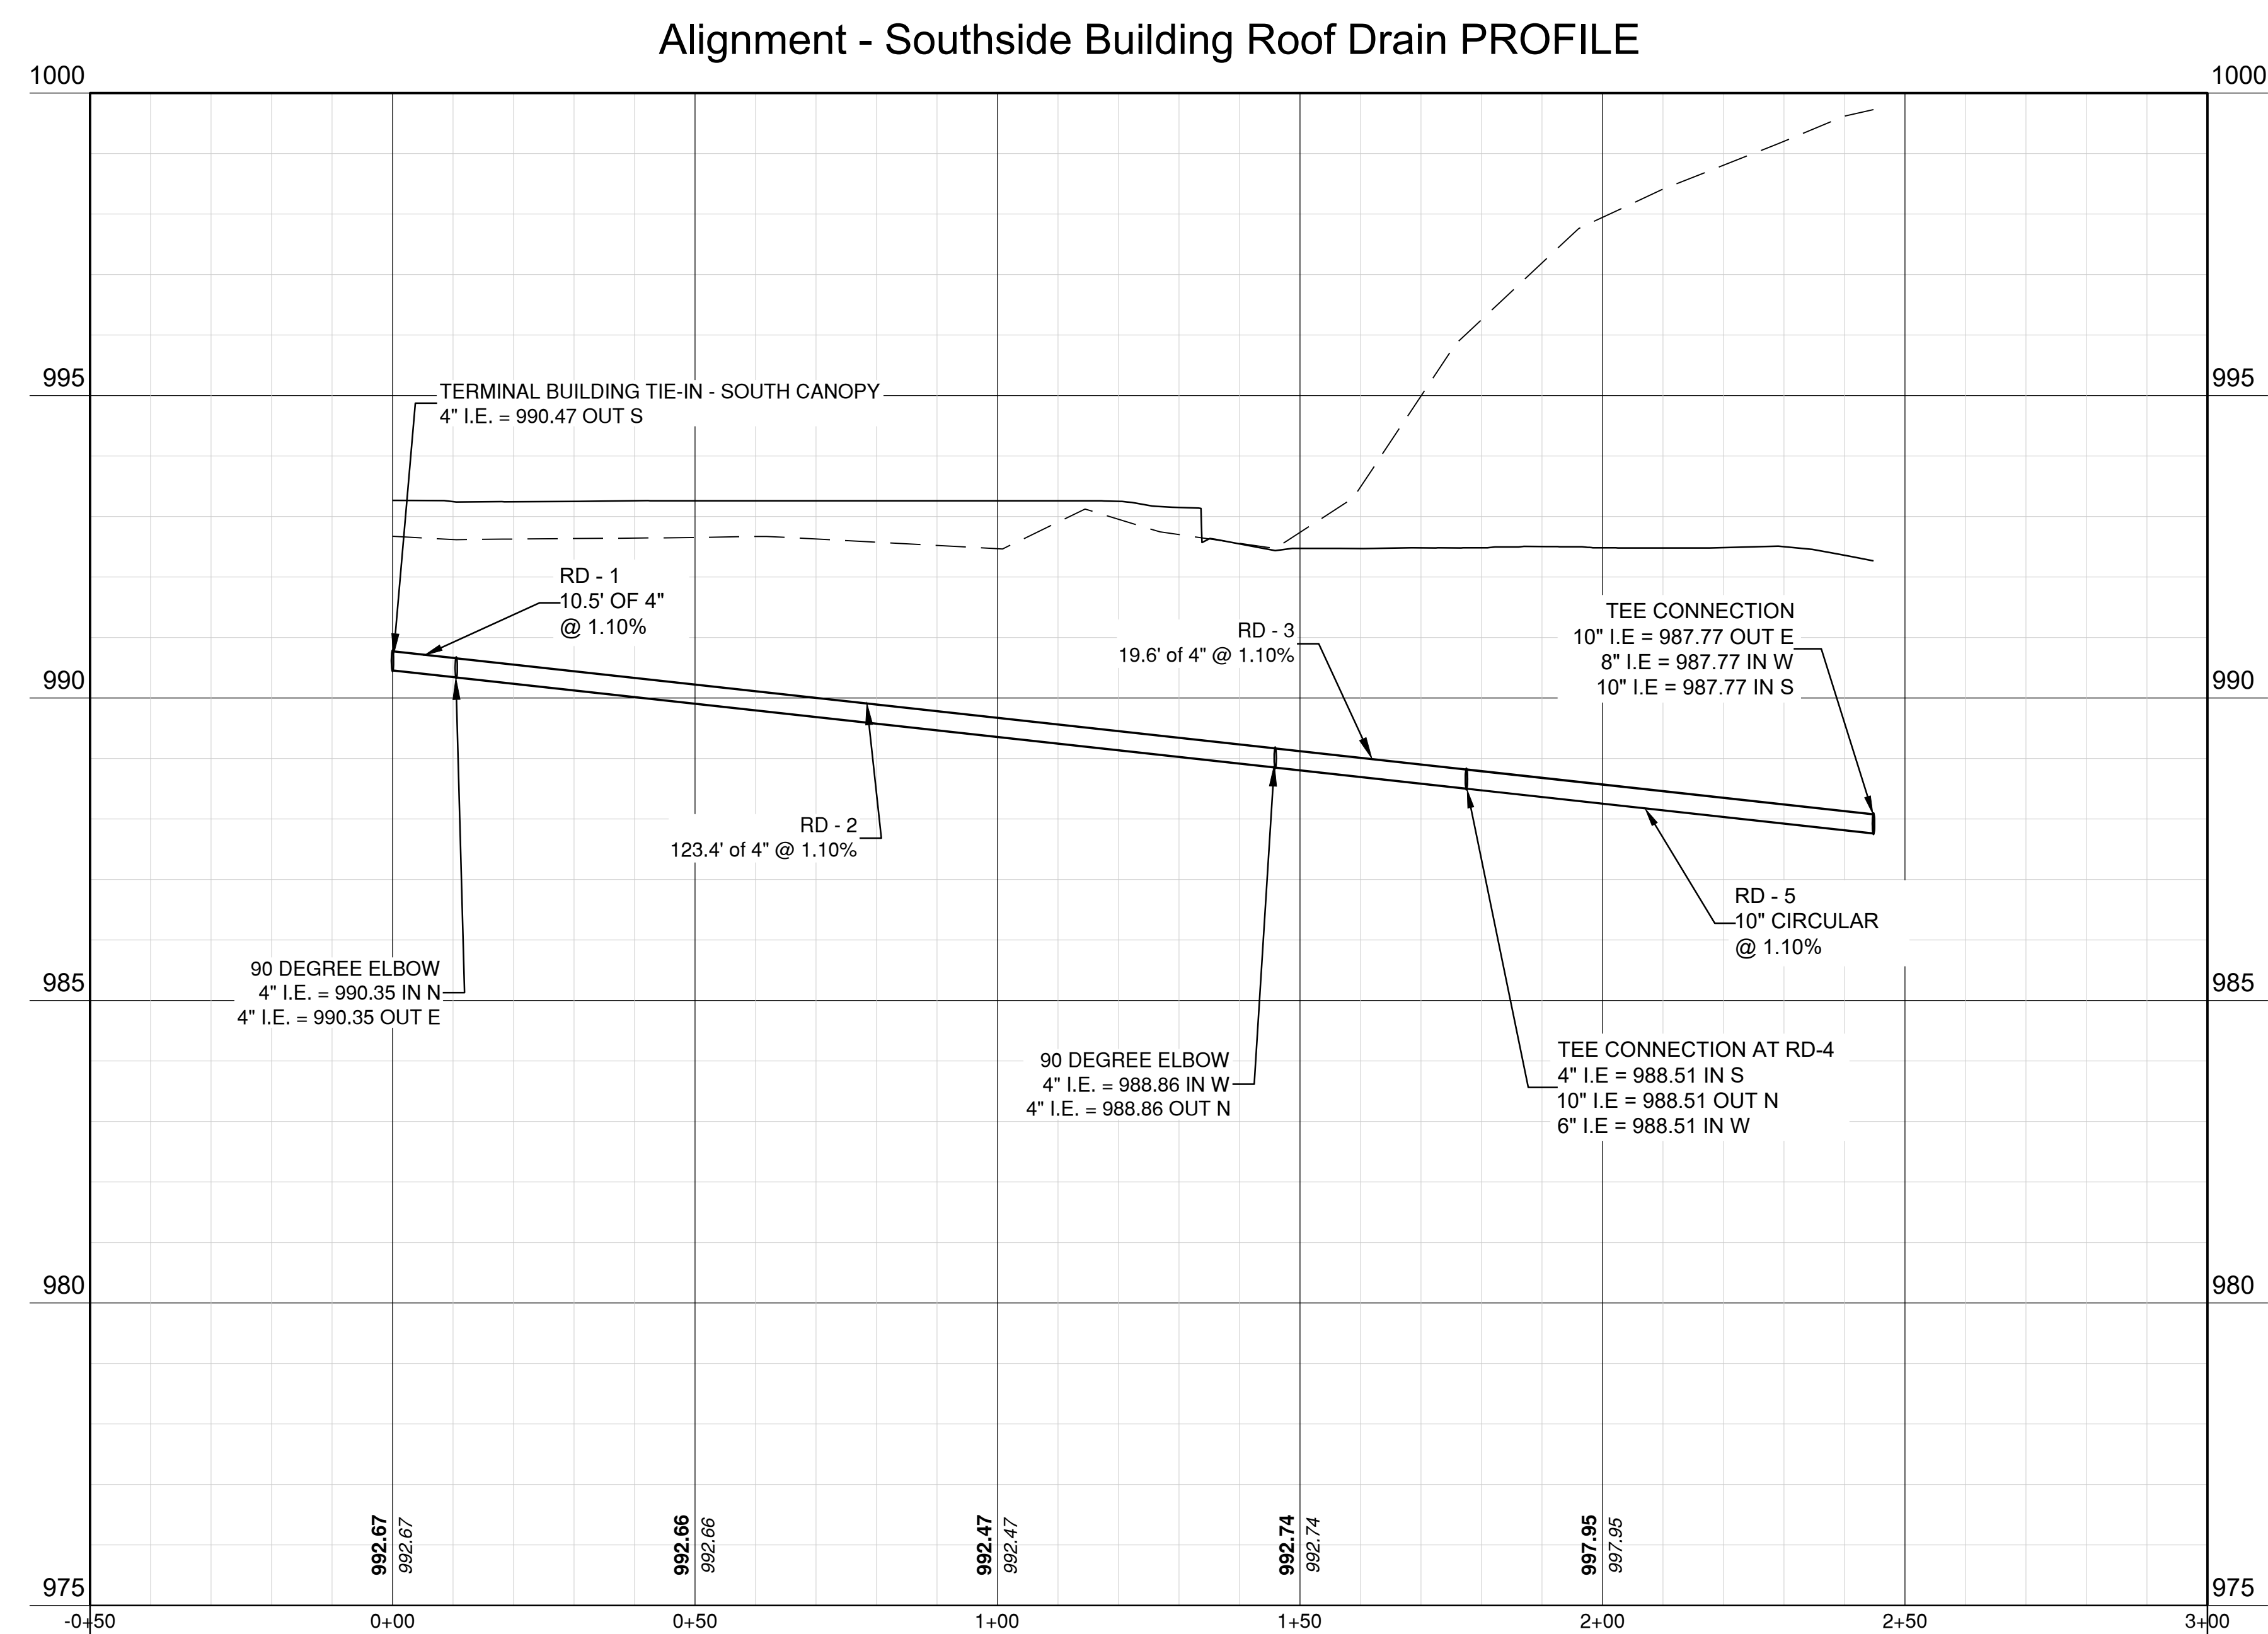 Alignment - Southside Building Roof Drain PROFILE
1000
1000
995
995
TERMINAL BUILDING TIE-IN - SOUTH CANOPY
4" I.E. = 990.47 OUT S
RD - 1
10.5' OF 4"
@ 1.10%
RD - 3
19.6' of 4" @ 1.10%
TEE CONNECTION
10" I.E = 987.77 OUT E
8" I.E = 987.77 IN W
10" I.E = 987.77 IN S
990
990
RD - 2
123.4' of 4" @ 1.10%
RD - 5
10" CIRCULAR
@ 1.10%
90 DEGREE ELBOW
4" I.E. = 990.35 IN N
4" I.E. = 990.35 OUT E
985
985
90 DEGREE ELBOW
4" I.E. = 988.86 IN W
4" I.E. = 988.86 OUT N
TEE CONNECTION AT RD-4
4" I.E = 988.51 IN S
10" I.E = 988.51 OUT N
6" I.E = 988.51 IN W
980
980
992.67
992.67
992.66
992.66
992.47
992.47
992.74
992.74
997.95
997.95
975
975
-0+50
0+00
0+50
1+00
1+50
2+00
2+50
3+00